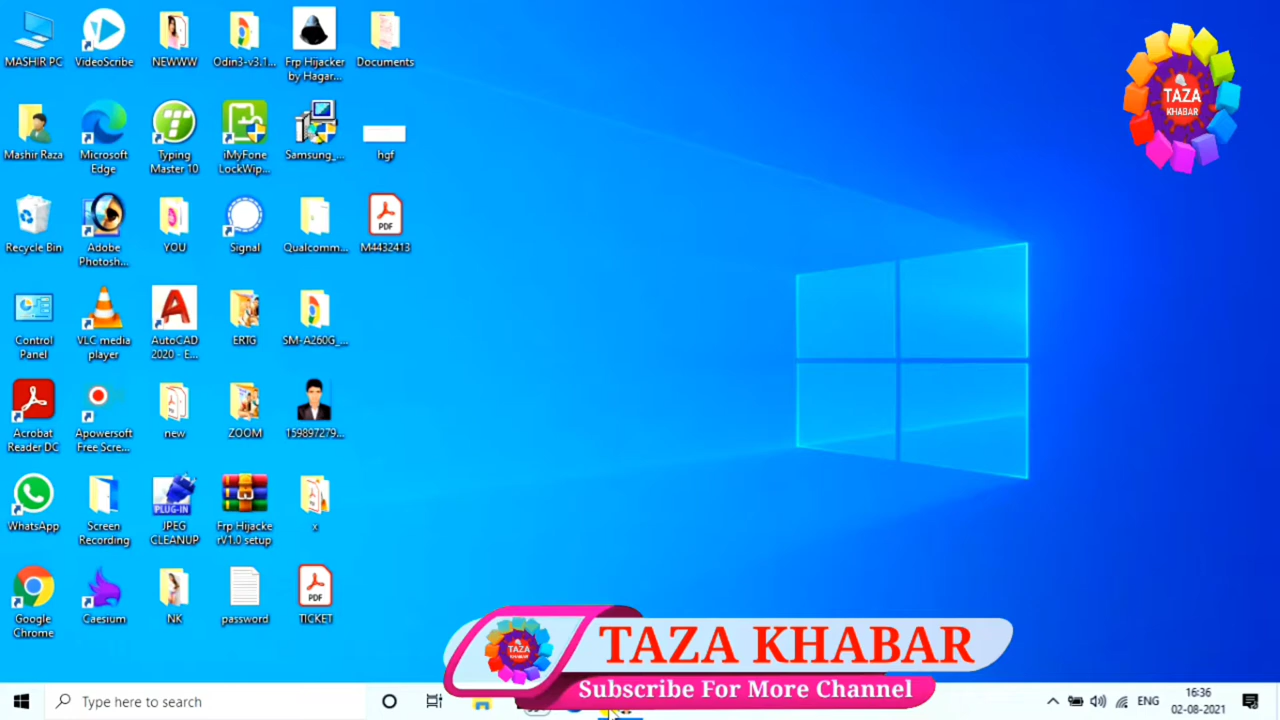 MASHIR PC
VideoScribe
NEWWW
Odin3-v3.1...
Frp Hijacker
by Hagar...
Documents
TAZA
KHABAR
Mashir Raza
Microsoft
Edge
Typing
Master 10
iMyFone
LockWip...
Samsung_...
hgf
Recycle Bin
Adobe
Photosh...
YOU
Signal
Qualcomm...
PDF
M4432413
Control
Panel
VLC media
player
AutoCAD
2020 - E...
ERTG
SM-A260G_...
Acrobat
Reader DC
Apowersoft
Free Scre...
new
ZOOM
159897279...
WhatsApp
Screen
Recording
PLUG-IN
JPEG
CLEANUP
Frp Hijacke
rV1.0 setup
x
Google
Chrome
Caesium
NK
password
PDF
TICKET
TAZA
KHABAR
TAZA KHABAR
Subscribe For More Channel
Type here to search
ENG
16:36
02-08-2021